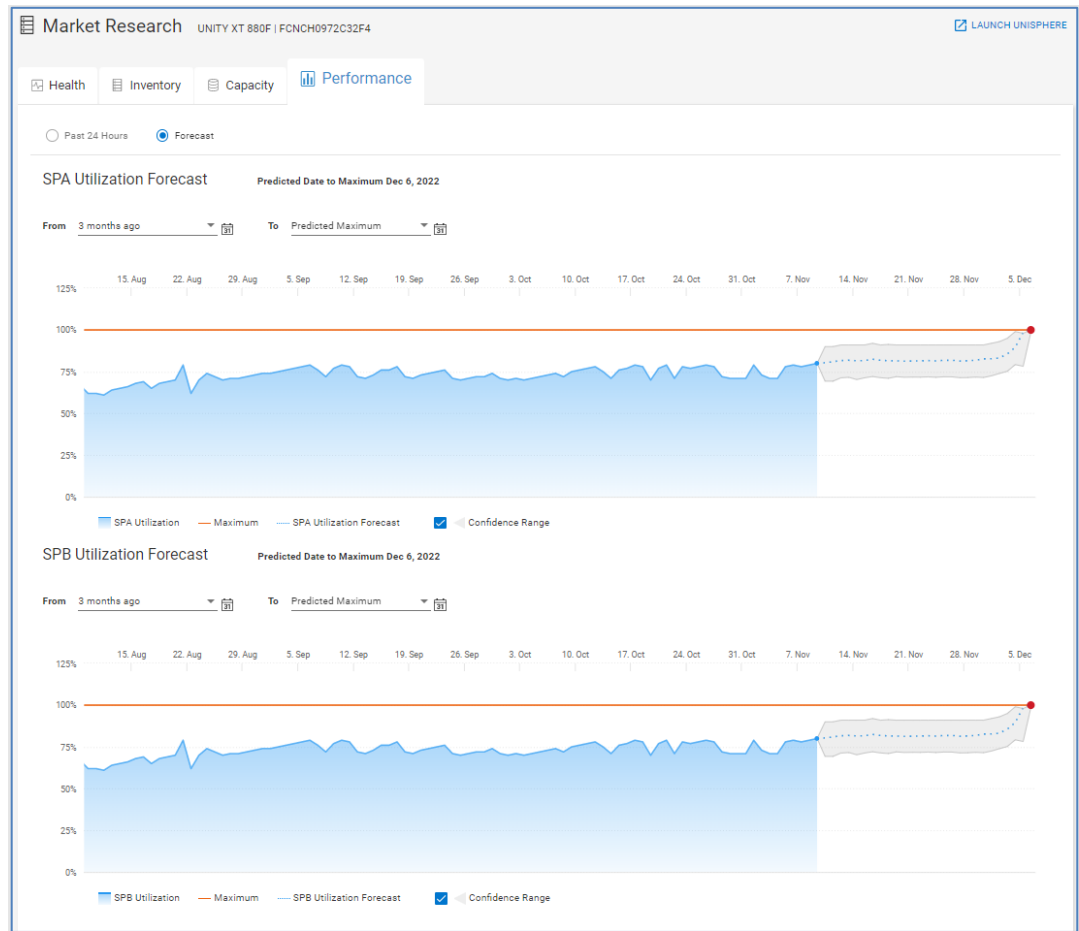 Market Research UNITY XT 880F | FCNCH0972C32F4 LAUNCH UNISPHERE
Health Inventory Capacity Performance
Past 24 Hours Forecast
SPA Utilization Forecast Predicted Date to Maximum Dec 6, 2022
From 3 months ago 31 To Predicted Maximum 31
15. Aug 22. Aug 29. Aug 5. Sep 12. Sep 19. Sep 26. Sep 3. Oct 10. Oct 17. Oct 24. Oct 31. Oct 7. Nov 14. Nov 21. Nov 28. Nov 5. Dec
125%
100%
75%
50%
25%
0%
SPA Utilization Maximum SPA Utilization Forecast Confidence Range
SPB Utilization Forecast Predicted Date to Maximum Dec 6, 2022
From 3 months ago 31 To Predicted Maximum 31
15. Aug 22. Aug 29. Aug 5. Sep 12. Sep 19. Sep 26. Sep 3. Oct 10. Oct 17. Oct 24. Oct 31. Oct 7. Nov 14. Nov 21. Nov 28. Nov 5. Dec
125%
100%
75%
50%
25%
0%
SPB Utilization Maximum SPB Utilization Forecast Confidence Range